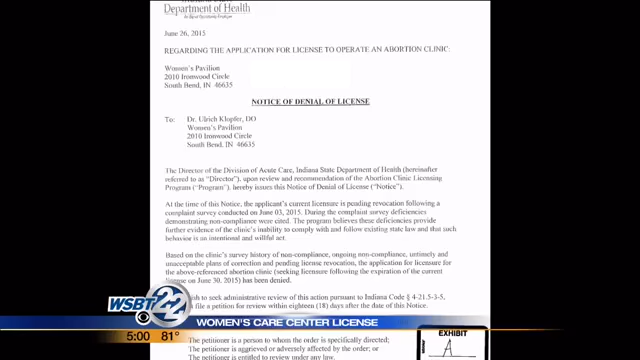 Department of Health
An Equal Opportunity Employer
June 26, 2015
REGARDING THE APPLICATION FOR LICENSE TO OPERATE AN ABORTION CLINIC:
Women's Pavilion
2010 Ironwood Circle
South Bend, IN 46635
NOTICE OF DENIAL OF LICENSE
To: Dr. Ulrich Klopfer, DO
Women's Pavilion
2010 Ironwood Circle
South Bend, IN 46635
The Director of the Division of Acute Care, Indiana State Department of Health (hereinafter
referred to as "Director"), upon review and recommendation of the Abortion Clinic Licensing
Program ("Program"), hereby issues this Notice of Denial of License ("Notice").
At the time of this Notice, the applicant's current licensure is pending revocation following a
complaint survey conducted on June 03, 2015. During the complaint survey deficiencies
demonstrating non-compliance were cited. The program believes these deficiencies provide
further evidence of the clinic's inability to comply with and follow existing state law and that such
behavior is an intentional and willful act.
Based on the clinic's survey history of non-compliance, ongoing non-compliance, untimely and
unacceptable plans of correction and pending license revocation, the application for licensure for
the above-referenced abortion clinic (seeking licensure following the expiration of the current
license on June 30, 2015) has been denied.
wish to seek administrative review of this action pursuant to Indiana Code § 4-21.5-3-5,
file a petition for review within eighteen (18) days after the date of this Notice.
WSBT 22
WOMEN'S CARE CENTER LICENSE
5:00 81°
EXHIBIT
A
The petitioner is a person to whom the order is specifically directed;
The petitioner is aggrieved or adversely affected by the order; or
The petitioner is entitled to review under any law.